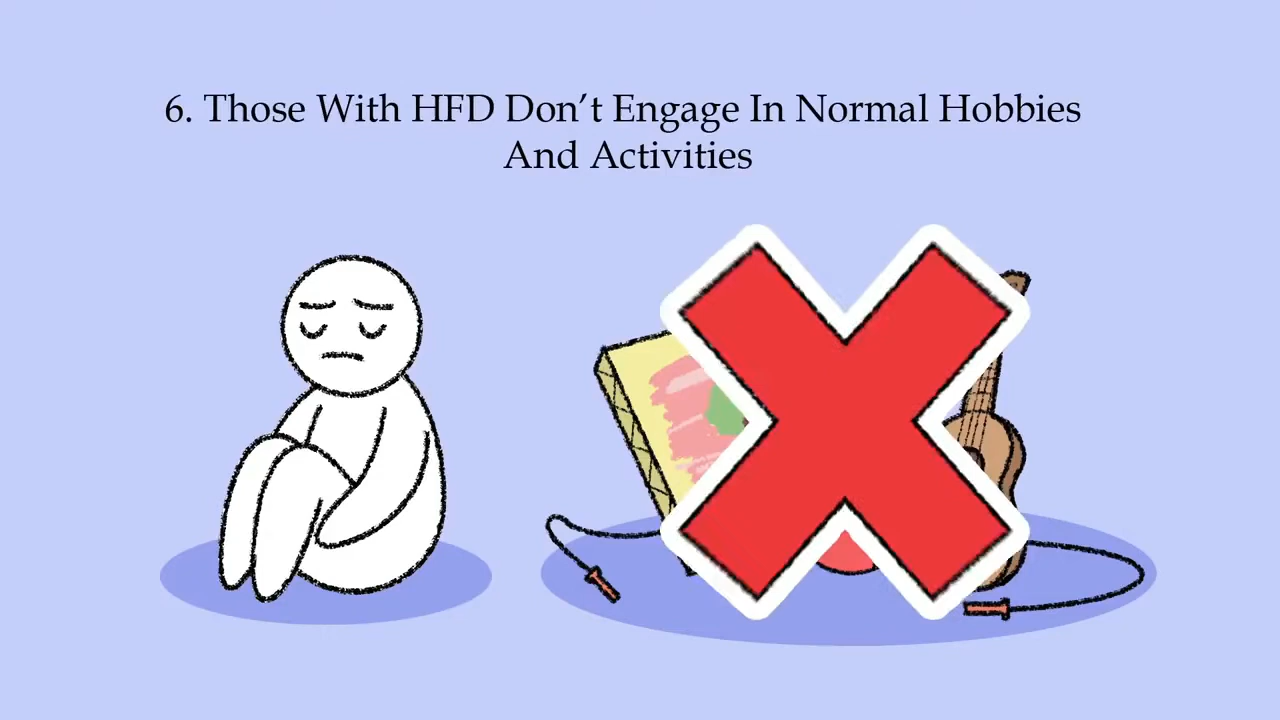 6. Those With HFD Don’t Engage In Normal Hobbies
And Activities